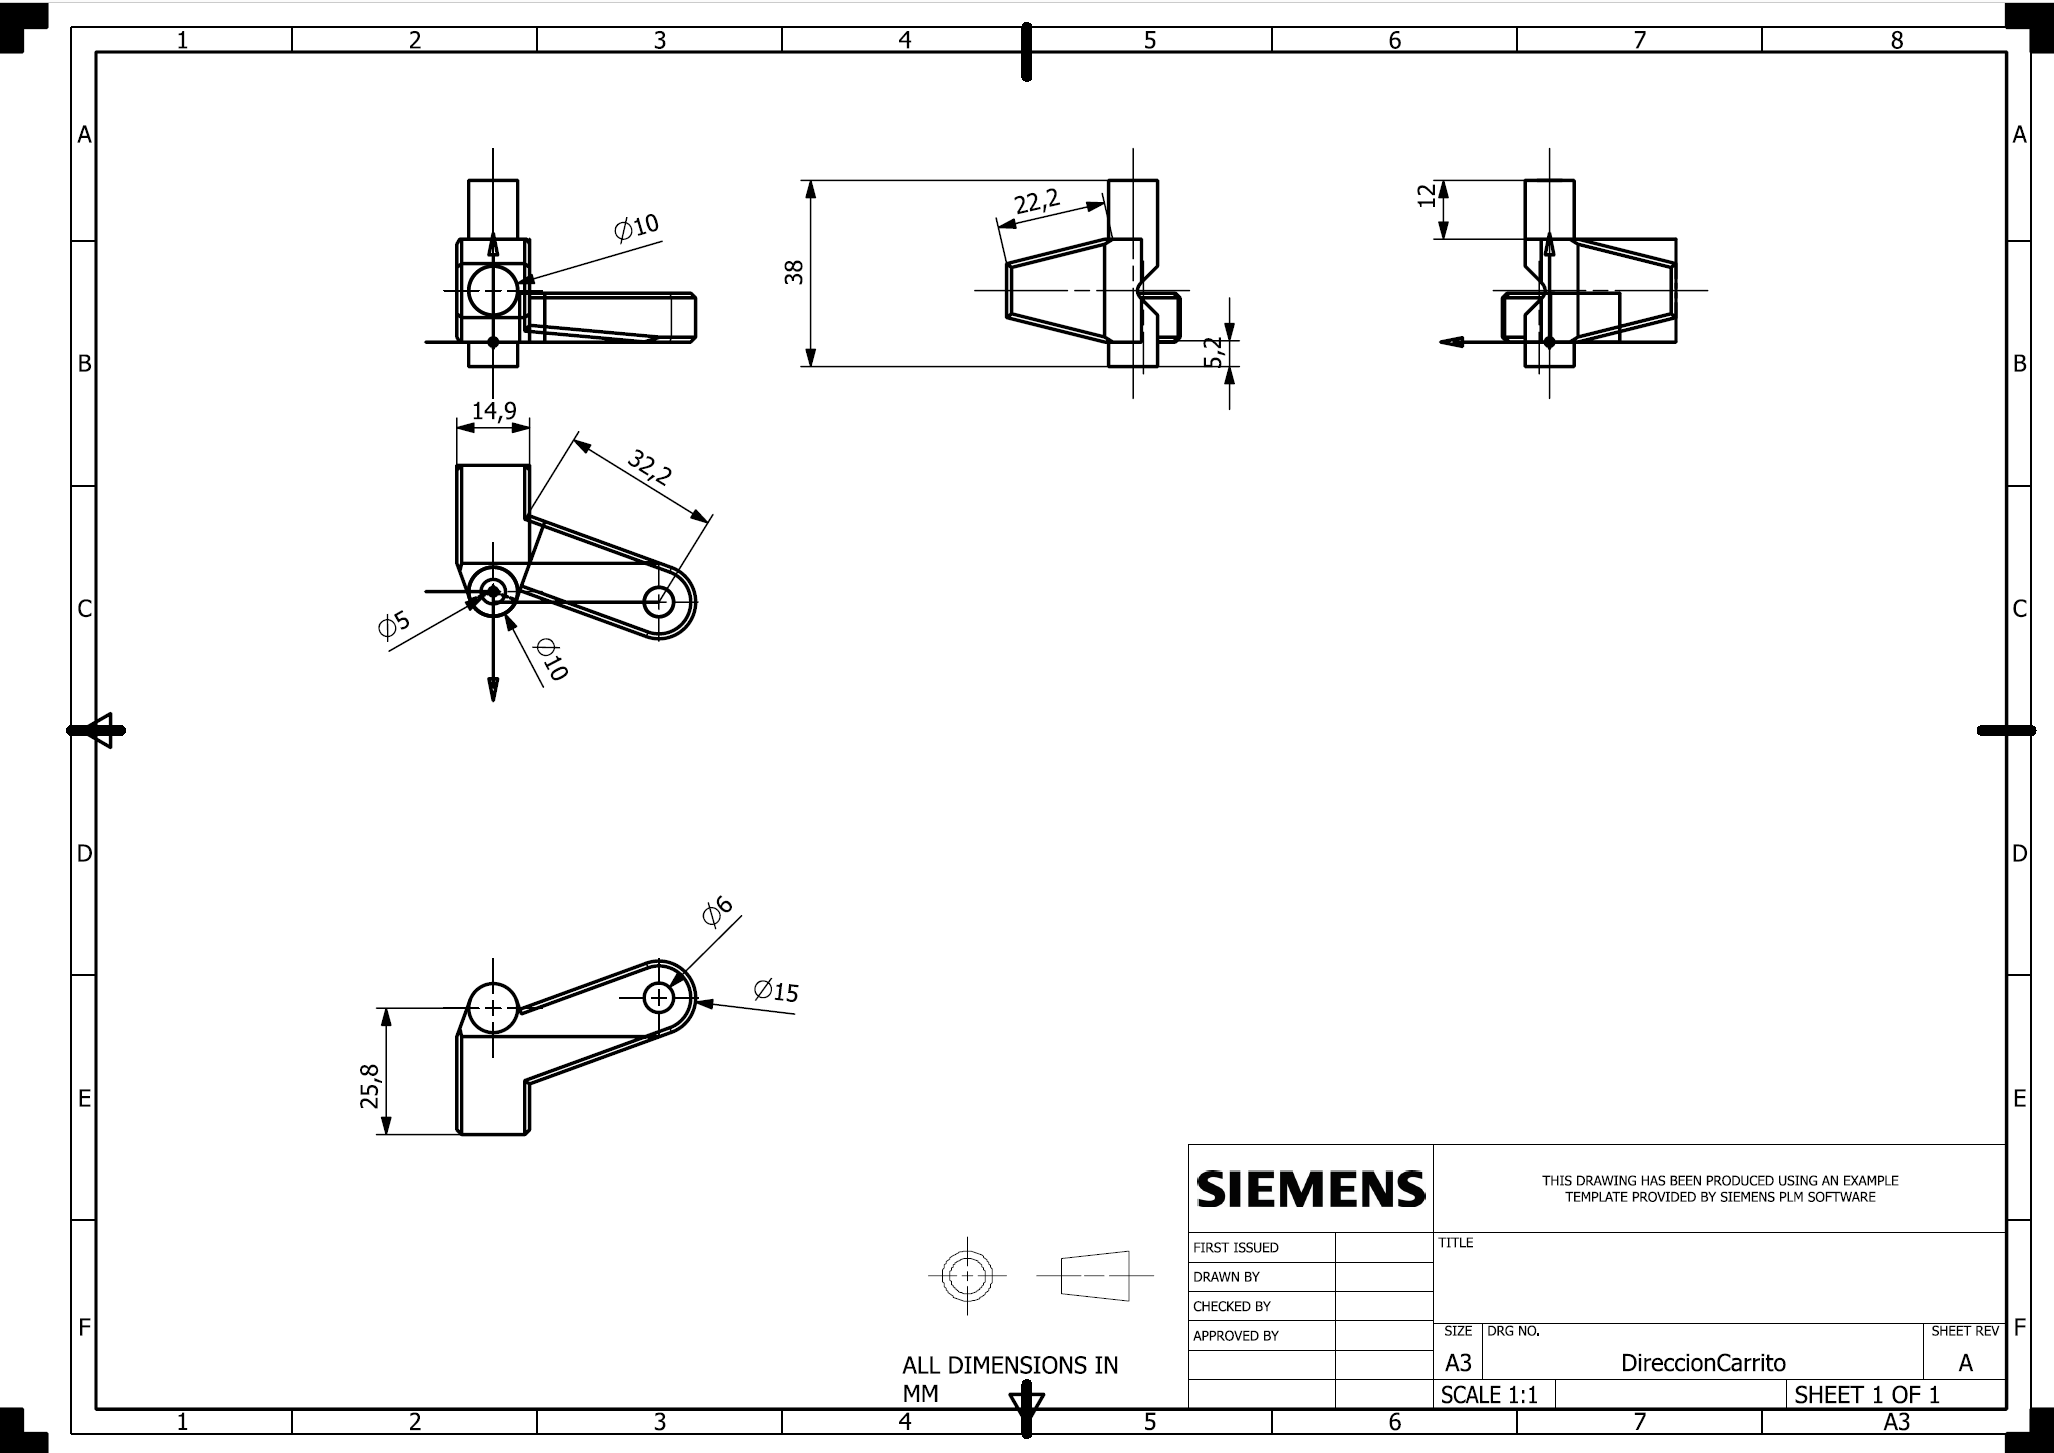 1 2 3 4 5 6 7 8
A A
12
22,2
∅10
38
5,2
B B
14,9
32,2
C C
∅5
∅10
D D
∅6
∅15
25,8
E E
SIEMENS
THIS DRAWING HAS BEEN PRODUCED USING AN EXAMPLE
TEMPLATE PROVIDED BY SIEMENS PLM SOFTWARE
FIRST ISSUED
TITLE
DRAWN BY
CHECKED BY
F F
APPROVED BY
SIZE DRG NO. SHEET REV
ALL DIMENSIONS IN
MM
A3 DireccionCarrito A
SCALE 1:1 SHEET 1 OF 1
1 2 3 4 5 6 7 A3